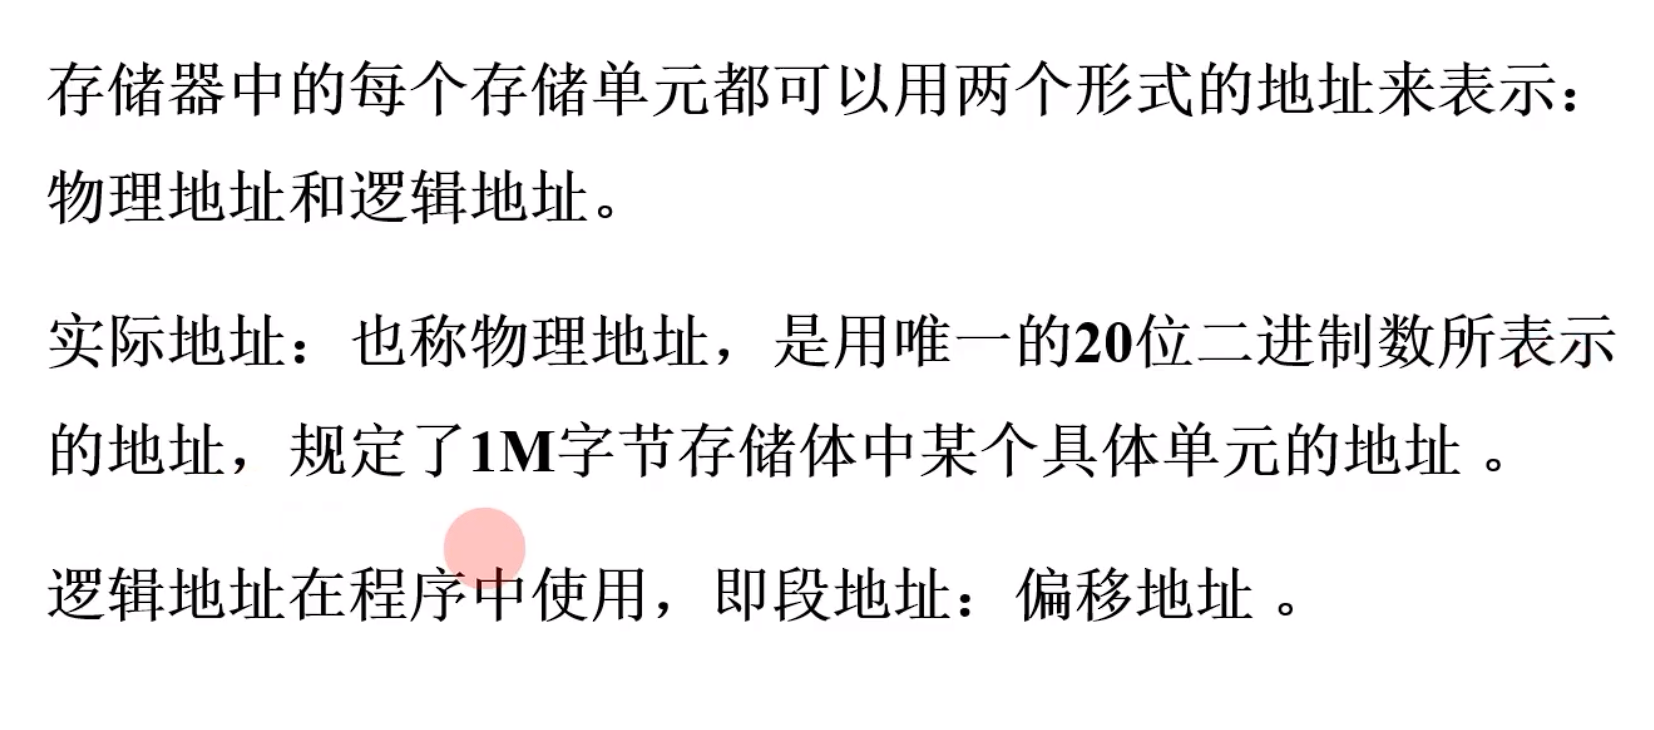 存储器中的每个存储单元都可以用两个形式的地址来表示：
物理地址和逻辑地址。
实际地址：也称物理地址，是用唯一的20位二进制数所表示
的地址，规定了1M字节存储体中某个具体单元的地址 。
逻辑地址在程序中使用，即段地址：偏移地址 。